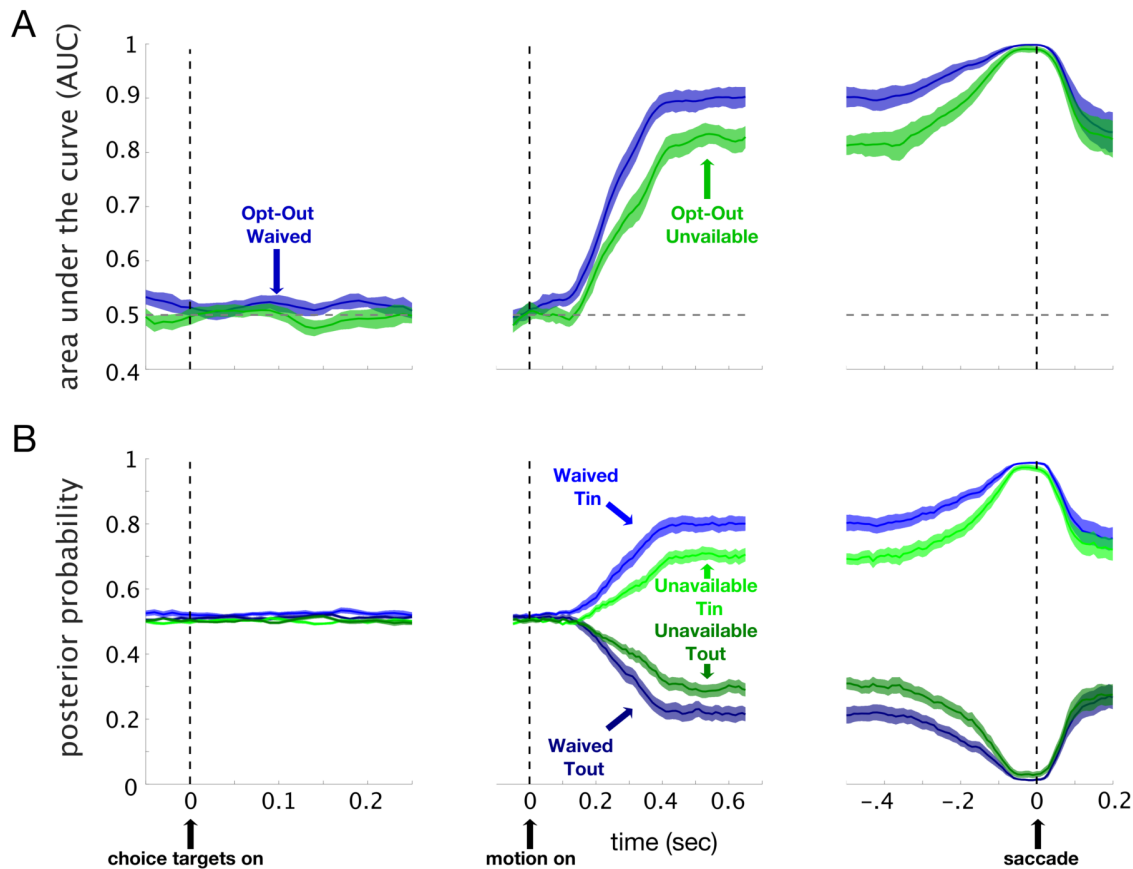 A
area under the curve (AUC)
1
0.9
0.8
0.7
0.6
0.5
0.4
Opt-Out
Waived
Opt-Out
Unvailable
B
posterior probability
1
0.8
0.6
0.4
0.2
0
Waived
Tin
Unavailable
Tin
Unavailable
Tout
Waived
Tout
0 0.1 0.2
0 0.2 0.4 0.6
-.4 -.2 0 0.2
time (sec)
choice targets on
motion on
saccade